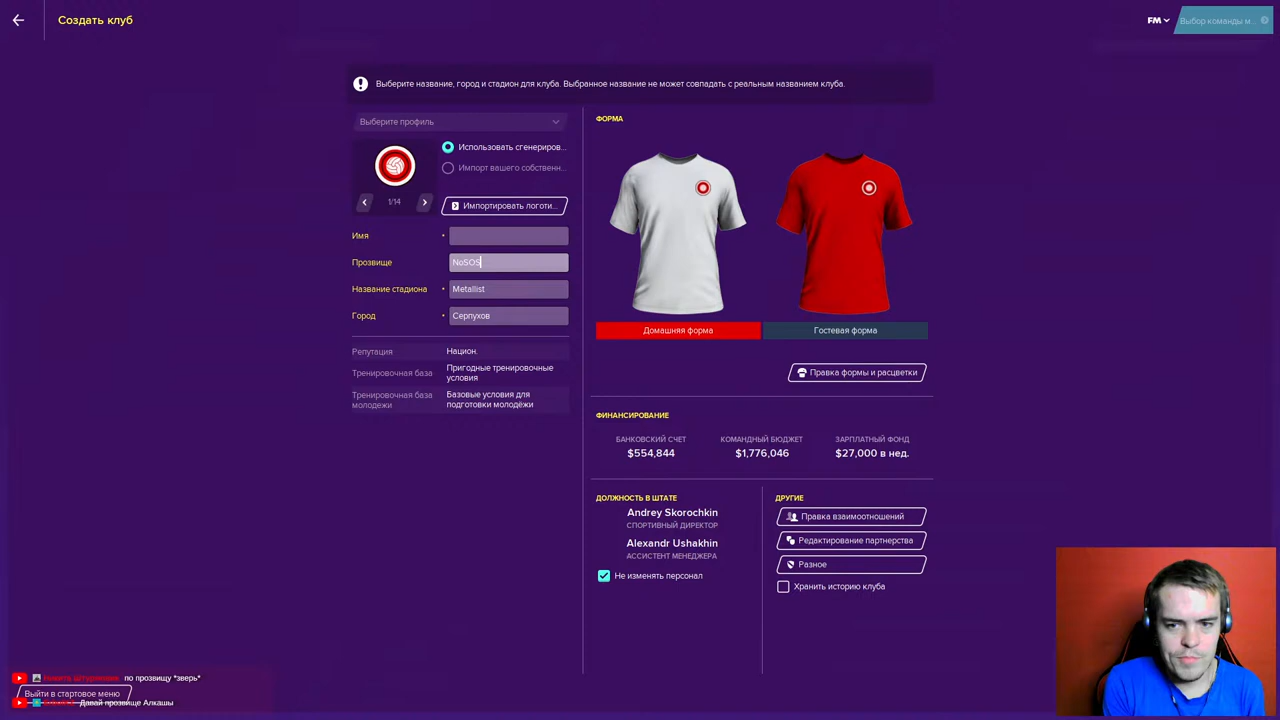 Создать клуб
FM
Выбор команды м...
Выберите название, город и стадион для клуба. Выбранное название не может совпадать с реальным названием клуба.
Выберите профиль
Использовать сгенериров...
Импорт вашего собственн...
1/14
Импортировать логоти...
Имя
Прозвище
NoSOS
Название стадиона
Metallist
Город
Серпухов
Репутация
Национ.
Тренировочная база
Пригодные тренировочные
условия
Тренировочная база
молодежи
Базовые условия для
подготовки молодёжи
ФОРМА
Домашняя форма
Гостевая форма
Правка формы и расцветки
ФИНАНСИРОВАНИЕ
БАНКОВСКИЙ СЧЕТ
КОМАНДНЫЙ БЮДЖЕТ
ЗАРПЛАТНЫЙ ФОНД
$554,844
$1,776,046
$27,000 в нед.
ДОЛЖНОСТЬ В ШТАТЕ
Andrey Skorochkin
СПОРТИВНЫЙ ДИРЕКТОР
Alexandr Ushakhin
АССИСТЕНТ МЕНЕДЖЕРА
Не изменять персонал
ДРУГИЕ
Правка взаимоотношений
Редактирование партнерства
Разное
Хранить историю клуба
по прозвищу *зверь*
Выйти в стартовое меню
Давай прозвище Алкашы